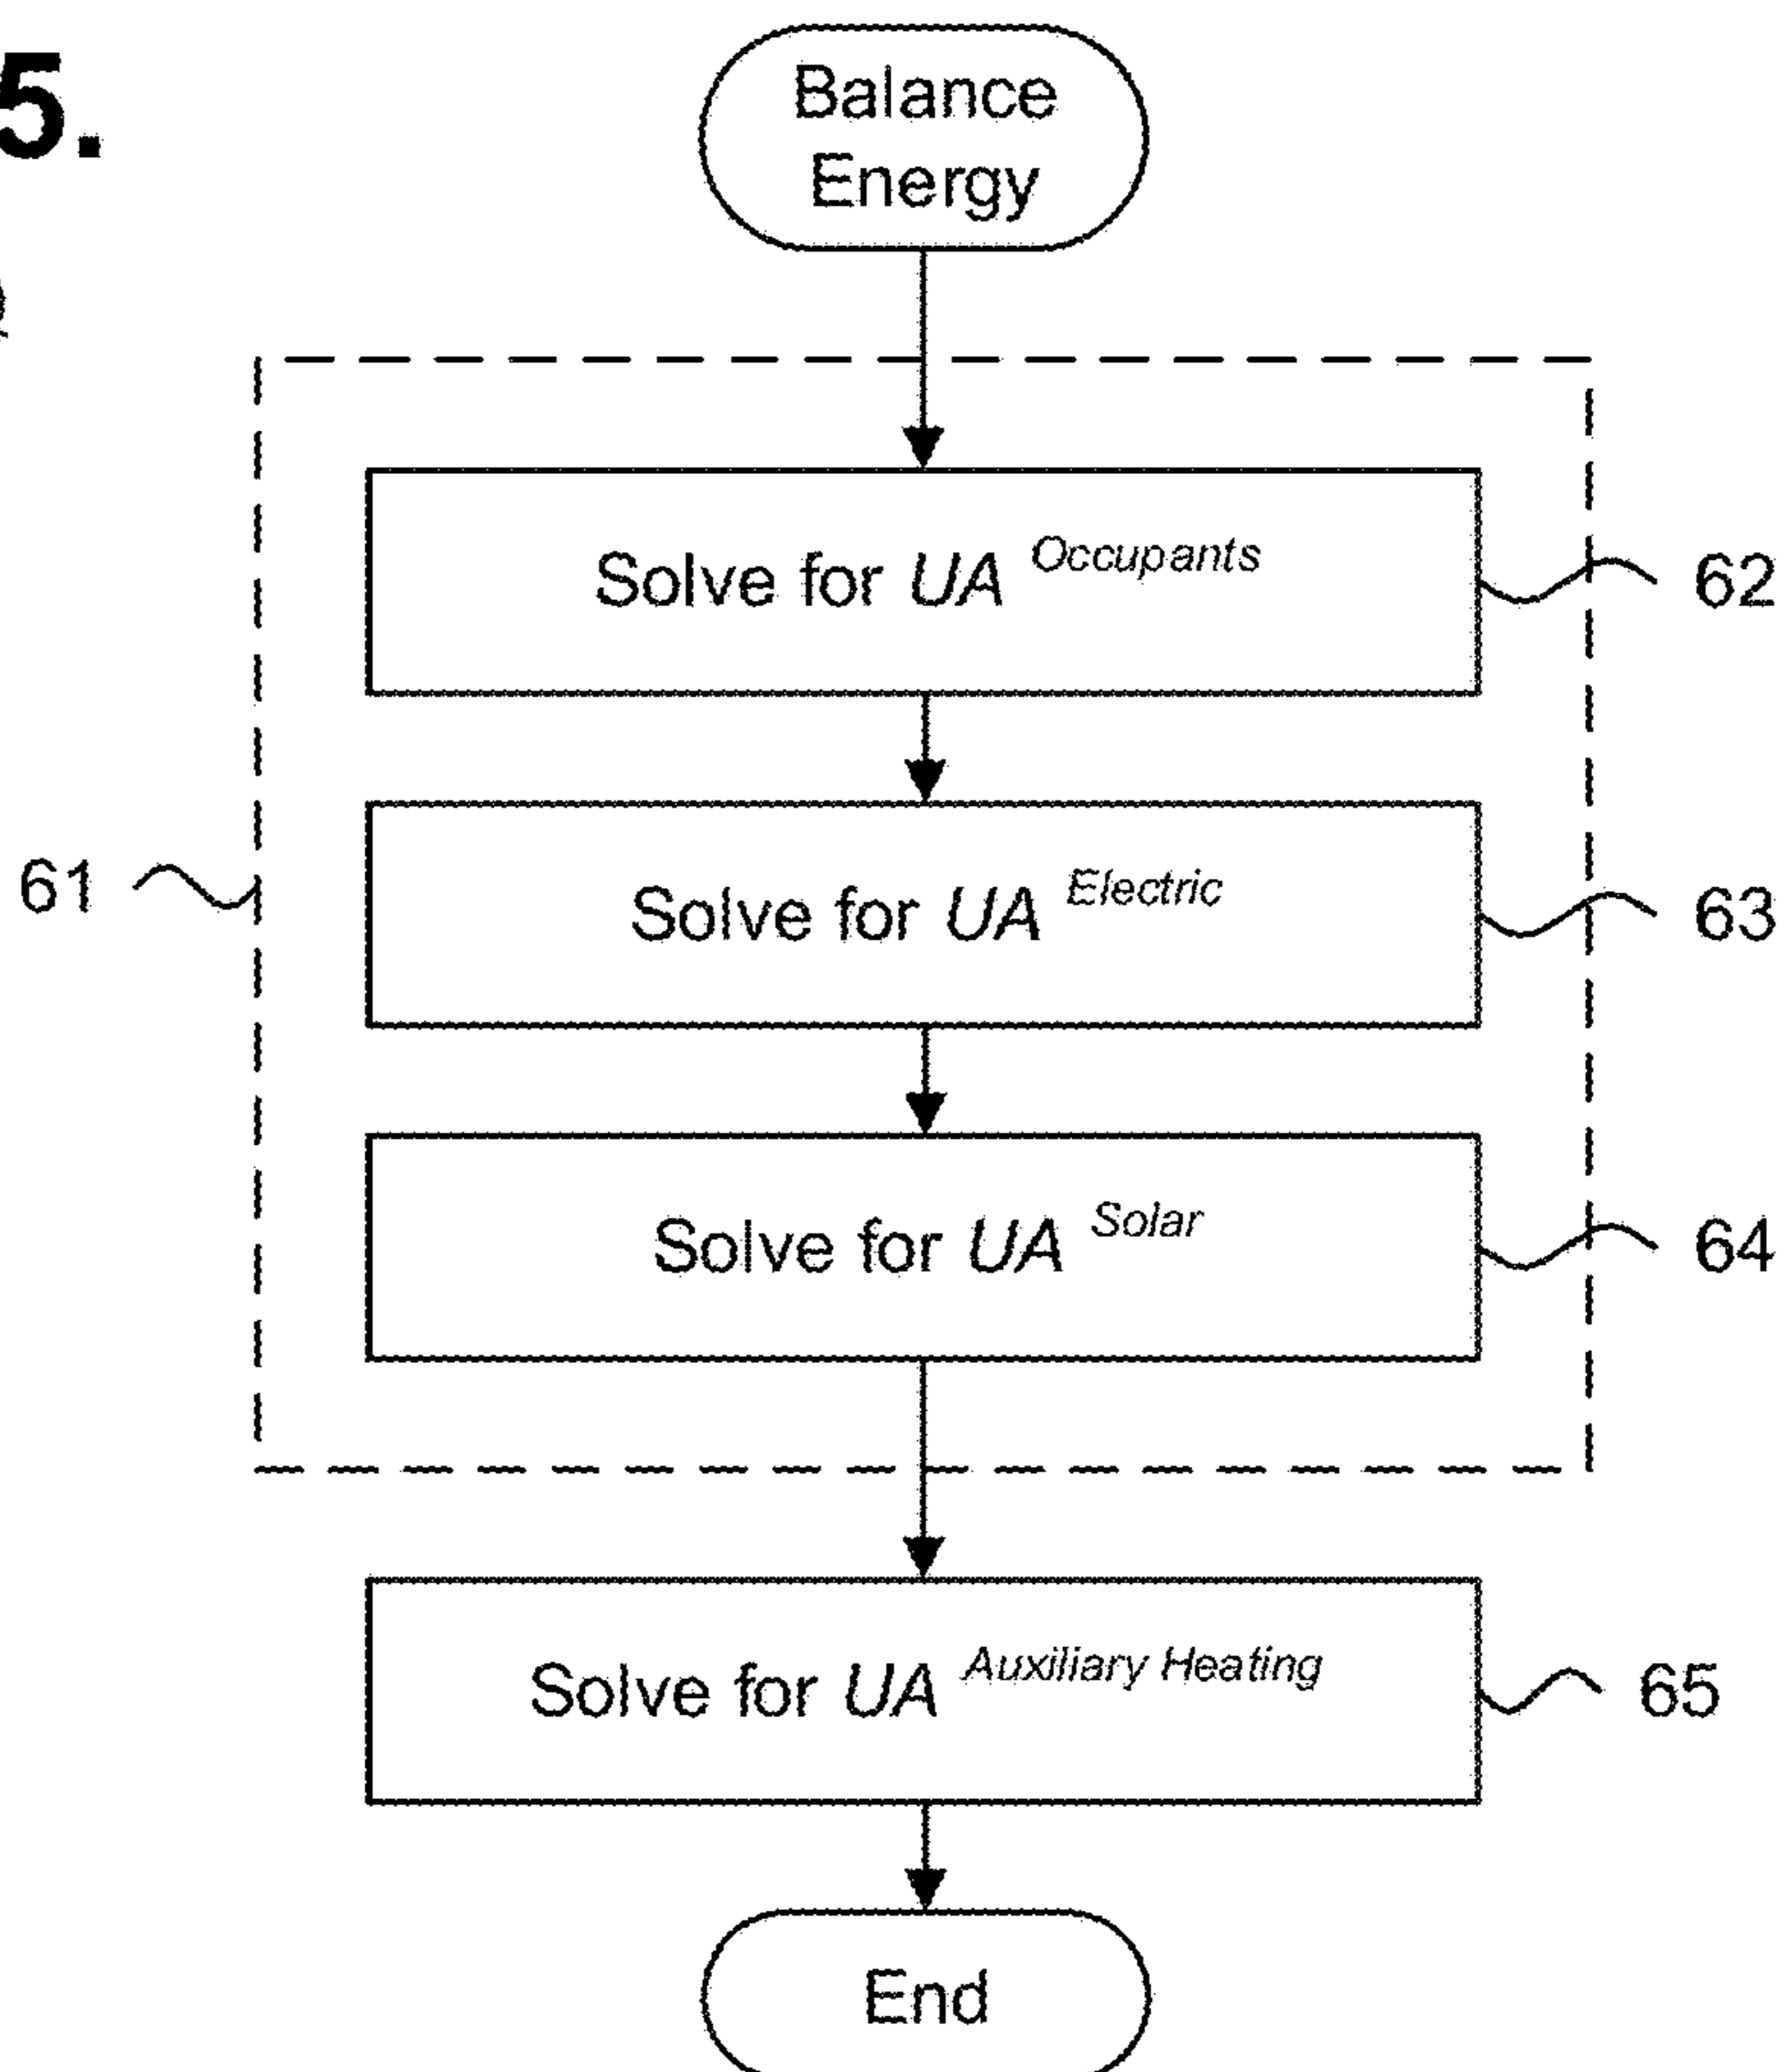 5.
Balance
Energy
Solve for UA Occupants
62
61
Solve for UA Electric
63
Solve for UA Solar
64
Solve for UA Auxiliary Heating
65
End